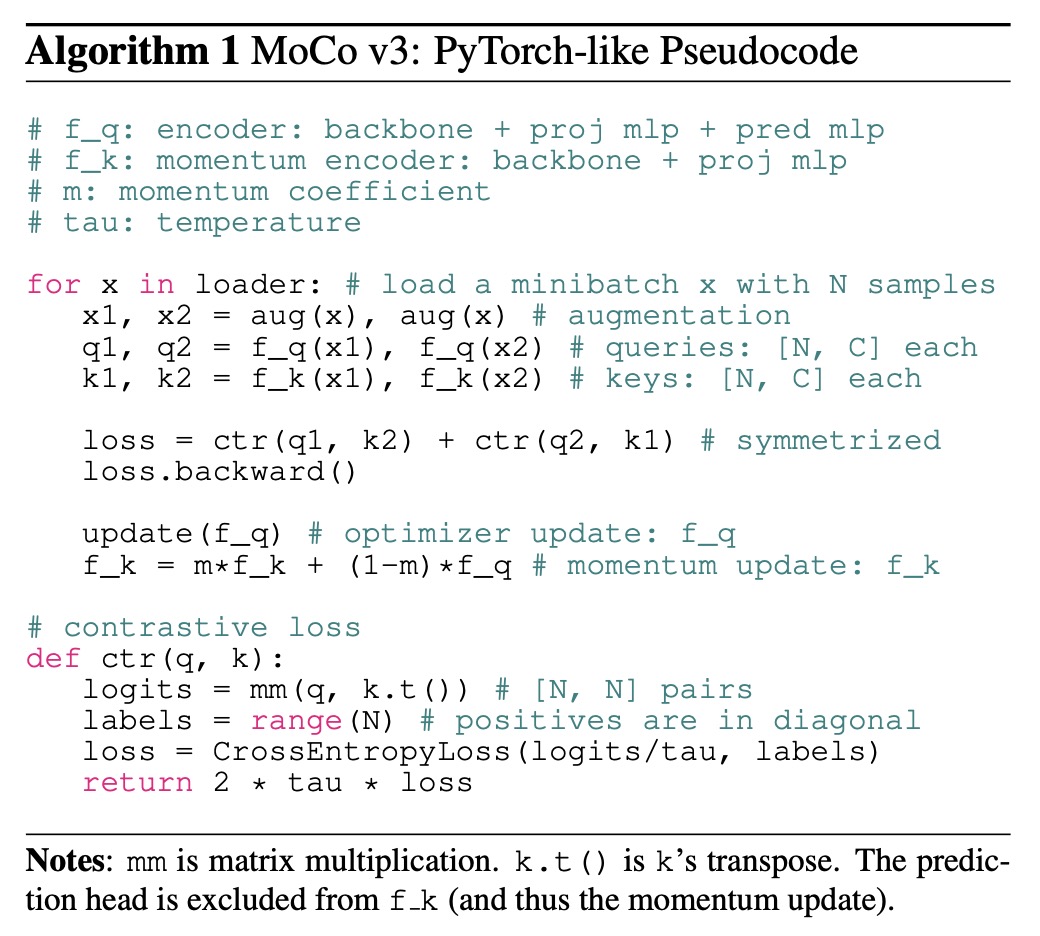 Algorithm 1 MoCo v3: PyTorch-like Pseudocode
# f_q: encoder: backbone + proj mlp + pred mlp
# f_k: momentum encoder: backbone + proj mlp
# m: momentum coefficient
# tau: temperature
for x in loader: # load a minibatch x with N samples
x1, x2 = aug(x), aug(x) # augmentation
q1, q2 = f_q(x1), f_q(x2) # queries: [N, C] each
k1, k2 = f_k(x1), f_k(x2) # keys: [N, C] each
loss = ctr(q1, k2) + ctr(q2, k1) # symmetrized
loss.backward()
update(f_q) # optimizer update: f_q
f_k = m*f_k + (1-m)*f_q # momentum update: f_k
# contrastive loss
def ctr(q, k):
logits = mm(q, k.t()) # [N, N] pairs
labels = range(N) # positives are in diagonal
loss = CrossEntropyLoss(logits/tau, labels)
return 2 * tau * loss
Notes: mm is matrix multiplication. k.t() is k's transpose. The predic-
tion head is excluded from f_k (and thus the momentum update).